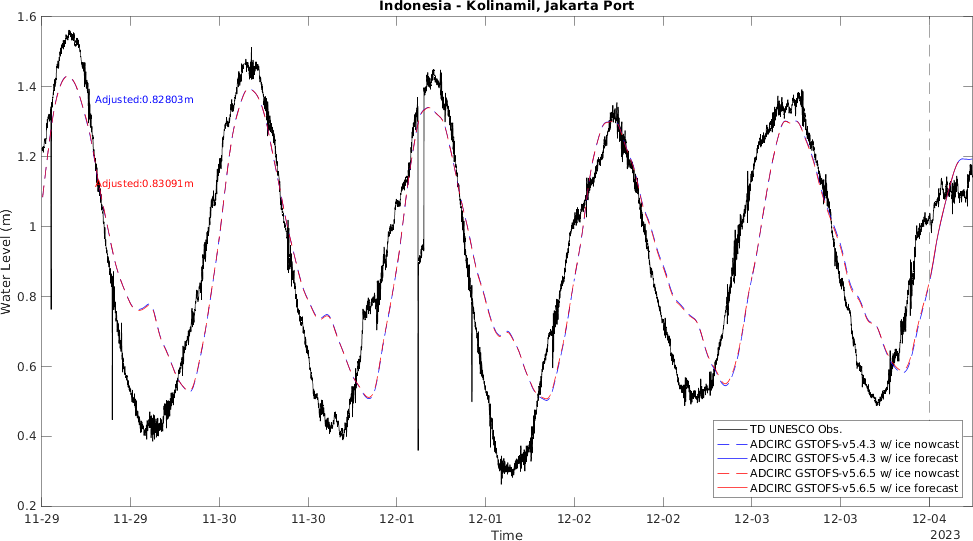 Indonesia - Kolinamil, Jakarta Port
1.6
1.4
1.2
1
0.8
0.6
0.4
0.2
Water Level (m)
Adjusted:0.82803m
Adjusted:0.83091m
TD UNESCO Obs.
ADCIRC GSTOFS-v5.4.3 w/ ice nowcast
ADCIRC GSTOFS-v5.4.3 w/ ice forecast
ADCIRC GSTOFS-v5.6.5 w/ ice nowcast
ADCIRC GSTOFS-v5.6.5 w/ ice forecast
11-29 11-29 11-30 11-30 12-01 12-01 12-02 12-02 12-03 12-03 12-04
Time
2023